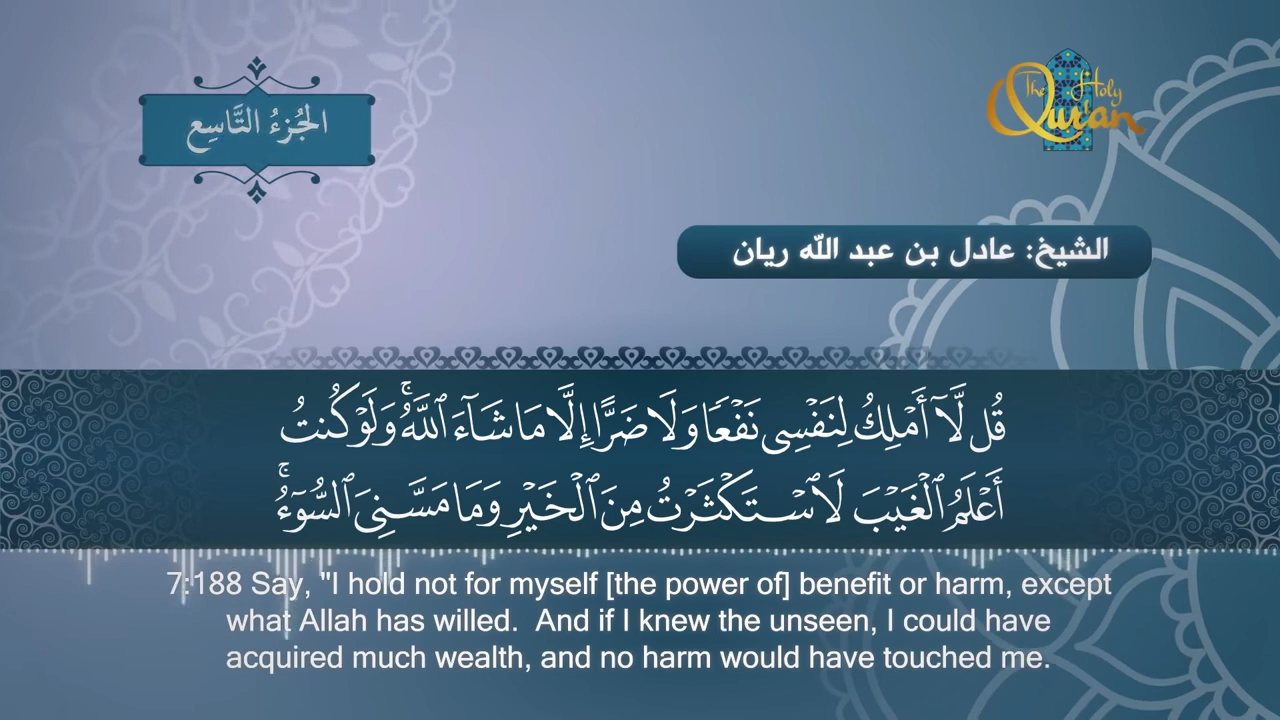 الجُزءُ التَّاسِع
The Holy
Qur'an
الشيخ: عادل بن عبد الله ريان
قُل لَّآ أَمْلِكُ لِنَفْسِى نَفْعًا وَلَا ضَرًّا إِلَّا مَا شَآءَ ٱللَّهُ ۚ وَلَوْ كُنتُ
أَعْلَمُ ٱلْغَيْبَ لَٱسْتَكْثَرْتُ مِنَ ٱلْخَيْرِ وَمَا مَسَّنِىَ ٱلسُّوٓءُ ۚ
7:188 Say, "I hold not for myself [the power of] benefit or harm, except
what Allah has willed.  And if I knew the unseen, I could have
acquired much wealth, and no harm would have touched me.